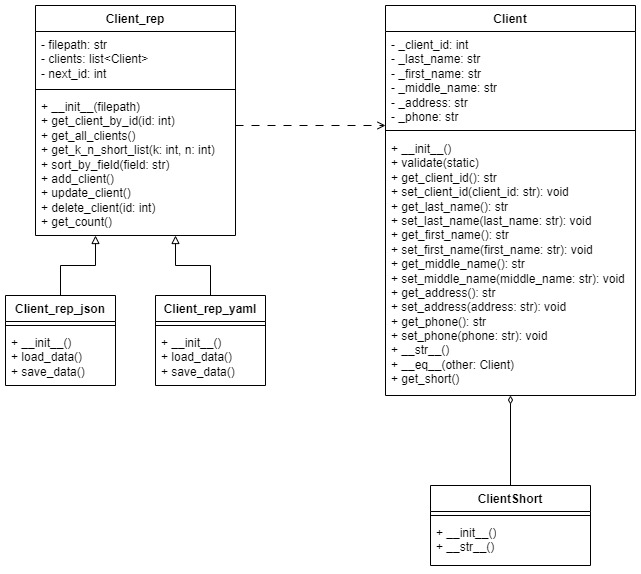 Client_rep
- filepath: str
- clients: list<Client>
- next_id: int
+ __init__(filepath)
+ get_client_by_id(id: int)
+ get_all_clients()
+ get_k_n_short_list(k: int, n: int)
+ sort_by_field(field: str)
+ add_client()
+ update_client()
+ delete_client(id: int)
+ get_count()
Client_rep_json
+ __init__()
+ load_data()
+ save_data()
Client_rep_yaml
+ __init__()
+ load_data()
+ save_data()
Client
- _client_id: int
- _last_name: str
- _first_name: str
- _middle_name: str
- _address: str
- _phone: str
+ __init__()
+ validate(static)
+ get_client_id(): str
+ set_client_id(client_id: str): void
+ get_last_name(): str
+ set_last_name(last_name: str): void
+ get_first_name(): str
+ set_first_name(first_name: str): void
+ get_middle_name(): str
+ set_middle_name(middle_name: str): void
+ get_address(): str
+ set_address(address: str): void
+ get_phone(): str
+ set_phone(phone: str): void
+ __str__()
+ __eq__(other: Client)
+ get_short()
ClientShort
+ __init__()
+ __str__()